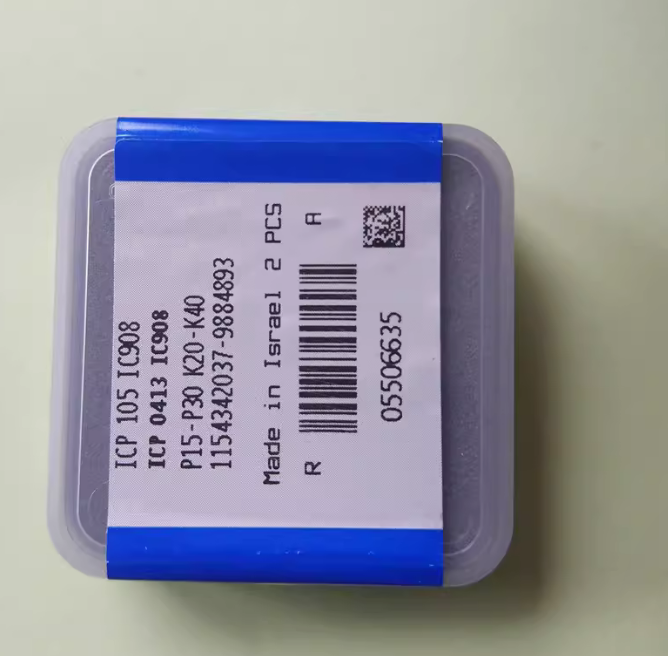 ICP 105 IC908
ICP 0413 IC908
P15-P30 K20-K40
1154342037-9884893
Made in Israel 2 PCS
R A
05506635